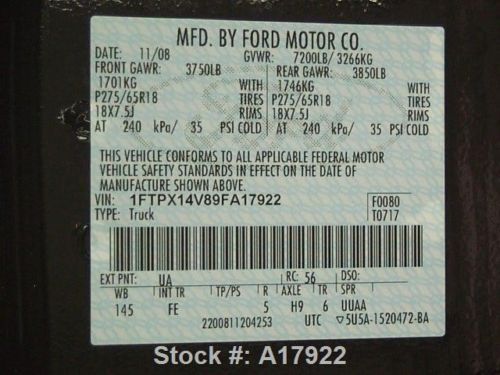 MFD. BY FORD MOTOR CO.
DATE: 11/08 GVWR: 7200LB/ 3266KG
FRONT GAWR: 3750LB REAR GAWR: 3850LB
1701KG WITH 1746KG WITH
P275/65R18 TIRES P275/65R18 TIRES
18X7.5J RIMS 18X7.5J RIMS
AT 240 kPa/ 35 PSI COLD AT 240 kPa/ 35 PSI COLD
THIS VEHICLE CONFORMS TO ALL APPLICABLE FEDERAL MOTOR
VEHICLE SAFETY STANDARDS IN EFFECT ON THE DATE OF
MANUFACTURE SHOWN ABOVE.
VIN: 1FTPX14V89FA17922 F0080
TYPE: Truck T0717
EXT PNT: UA RC: 56 DSO:
WB INT TR TP/PS R AXLE TR SPR
145 FE 5 H9 6 UUAA
2200811204253 UTC ▽5U5A-1520472-BA
Stock #: A17922